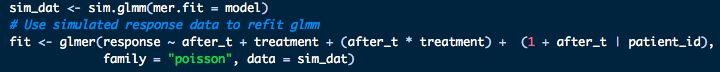 sim_dat <- sim.glmm(mer.fit = model)
# Use simulated response data to refit glmm
fit <- glmer(response ~ after_t + treatment + (after_t * treatment) +  (1 + after_t | patient_id),
             family = "poisson", data = sim_dat)